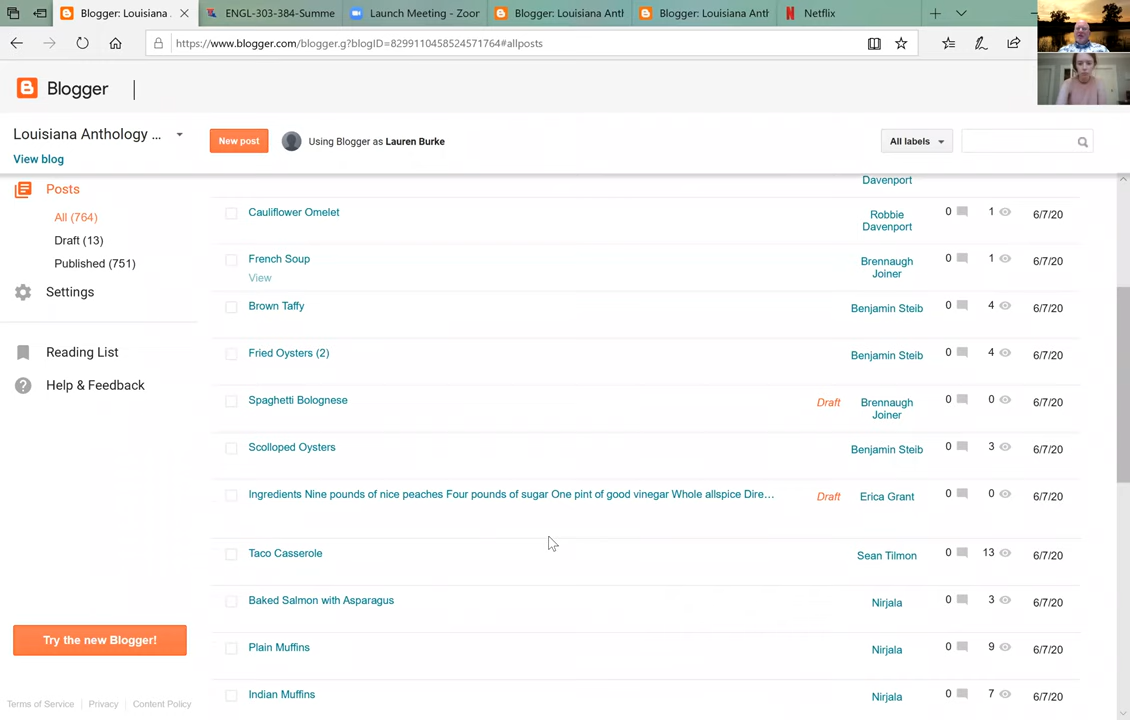 Blogger: Louisiana
ENGL-303-384-Summe
Launch Meeting - Zoor
Blogger: Louisiana Antl
Blogger: Louisiana Antl
Netflix
https://www.blogger.com/blogger.g?blogID=8299110458524571764#allposts
Blogger
Louisiana Anthology ...
New post
Using Blogger as Lauren Burke
All labels
View blog
Posts
Davenport
All (764)
Cauliflower Omelet
Robbie Davenport
0
1
6/7/20
Draft (13)
Published (751)
French Soup
Brennaugh Joiner
0
1
6/7/20
View
Settings
Brown Taffy
Benjamin Steib
0
4
6/7/20
Reading List
Fried Oysters (2)
Benjamin Steib
0
4
6/7/20
Help & Feedback
Spaghetti Bolognese
Draft
Brennaugh Joiner
0
0
6/7/20
Scolloped Oysters
Benjamin Steib
0
3
6/7/20
Ingredients Nine pounds of nice peaches Four pounds of sugar One pint of good vinegar Whole allspice Dire...
Draft
Erica Grant
0
0
6/7/20
Taco Casserole
Sean Tilmon
0
13
6/7/20
Baked Salmon with Asparagus
Nirjala
0
3
6/7/20
Try the new Blogger!
Plain Muffins
Nirjala
0
9
6/7/20
Indian Muffins
Nirjala
0
7
6/7/20
Terms of Service
Privacy
Content Policy